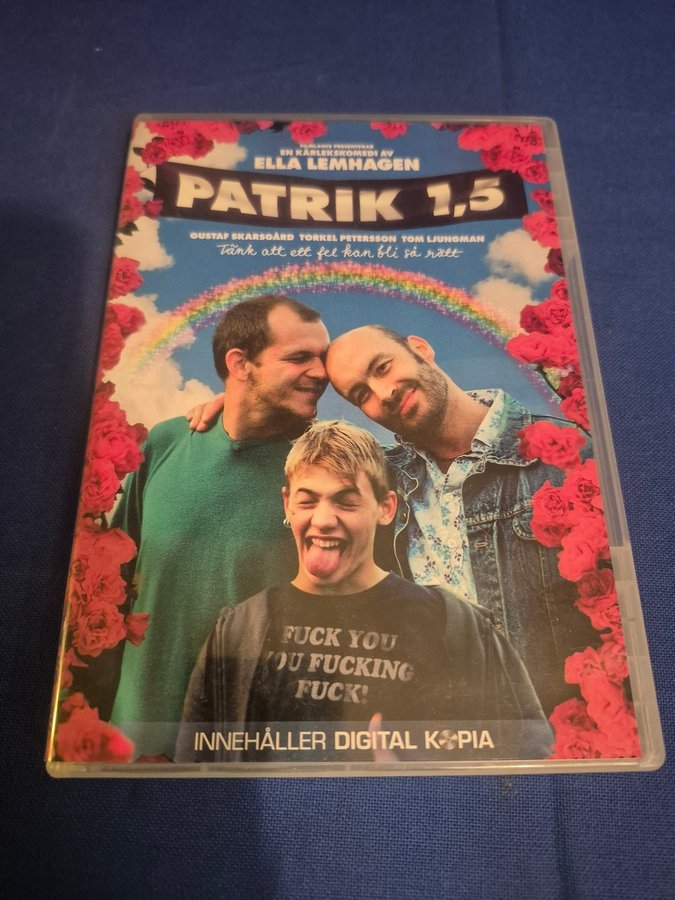 FILMLANCE PRESENTERAR
EN KÄRLEKSKOMEDI AV
ELLA LEMHAGEN
PATRIK 1,5
GUSTAF SKARSGÅRD TORKEL PETERSSON TOM LJUNGMAN
Tänk att ett fel kan bli så rätt
FUCK YOU
YOU FUCKING
FUCK!
INNEHÅLLER DIGITAL KOPIA